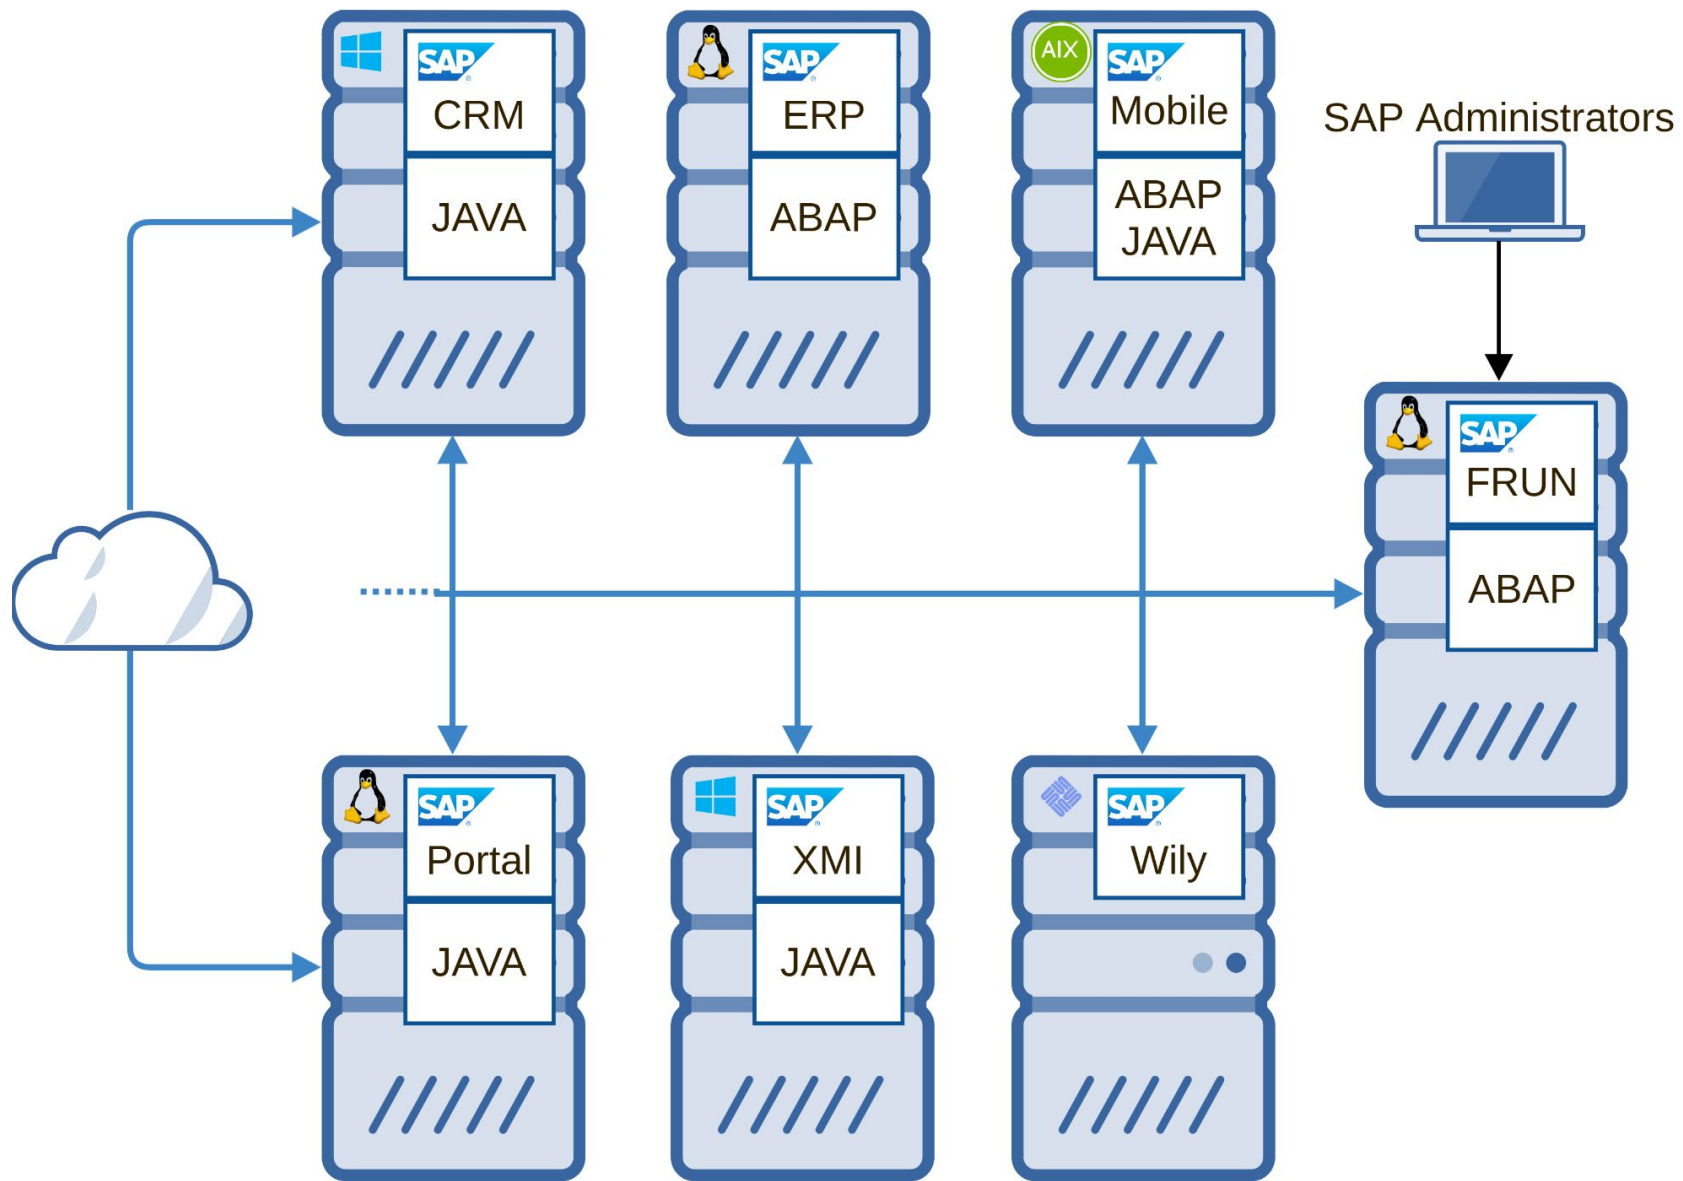 SAP
CRM
JAVA
SAP
ERP
ABAP
AIX
SAP
Mobile
ABAP
JAVA
SAP Administrators
SAP
FRUN
ABAP
SAP
Portal
JAVA
SAP
XMI
JAVA
SAP
Wily